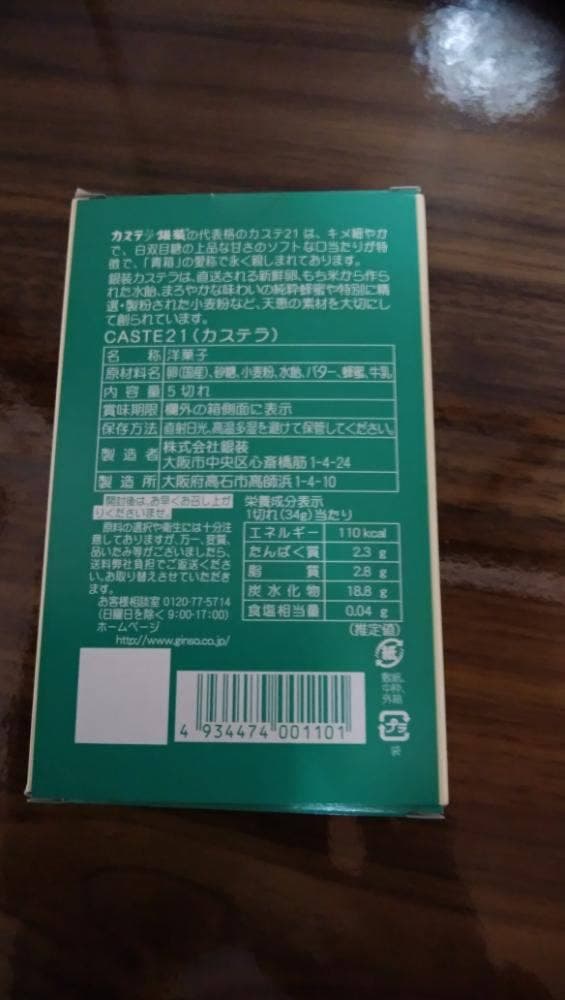 カステラ銀装の代表格のカステ21は、キメ細やか
で、白双目糖の上品な甘さのソフトな口当たりが特
徴で、「青箱」の愛称で永く親しまれております。
銀装カステラは、直送される新鮮卵、もち米から作ら
れた水飴、まろやかな味わいの純粋蜂蜜や特別に精
選・製粉された小麦粉など、天恵の素材を大切にし
て創られています。
CASTE21(カステラ)
名 称 洋菓子
原材料名 卵(国産)、砂糖、小麦粉、水飴、バター、蜂蜜、牛乳
内容量 5切れ
賞味期限 欄外の箱側面に表示
保存方法 直射日光、高温多湿を避けて保管してください。
製造者 株式会社銀装
大阪市中央区心斎橋筋1-4-24
製造所 大阪府高石市高師浜1-4-10
開封後は、お早くお召し上が
りくださいませ。
原料の選択や衛生には十分注
意しておりますが、万一、変質、
品いたみ等がございましたら、
送料弊社負担でご返送くださ
い。お取り替えさせていただき
ます。
お客様相談室 0120-77-5714
(日曜日を除く 9:00-17:00)
ホームページ
http://www.ginso.co.jp/
栄養成分表示
1切れ(34g)当たり
エネルギー 110 kcal
たんぱく質 2.3 g
脂 質 2.8 g
炭水化物 18.8 g
食塩相当量 0.04 g
(推定値)
紙
敷紙、
中枠、
外箱
プラ
袋
4 934474 001101